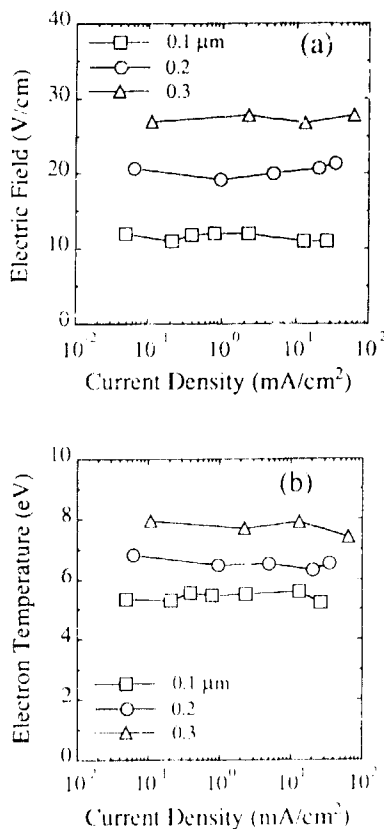 40
(a)
0.1 μm
0.2
0.3
30
20
10
0
Electric Field (V/cm)
10⁻² 10⁻¹ 10⁰ 10¹ 10²
Current Density (mA/cm²)
10
(b)
8
6
4
2
0
Electron Temperature (eV)
0.1 μm
0.2
0.3
10⁻² 10⁻¹ 10⁰ 10¹ 10²
Current Density (mA/cm²)